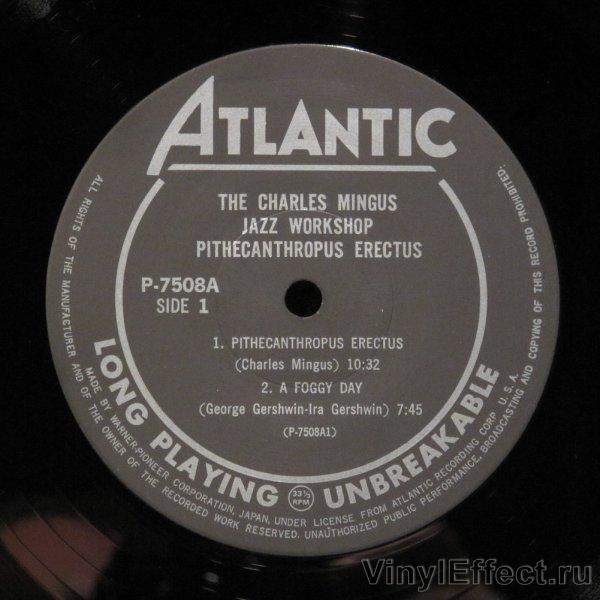 ATLANTIC
THE CHARLES MINGUS
JAZZ WORKSHOP
PITHECANTHROPUS ERECTUS
P-7508A
SIDE 1
1. PITHECANTHROPUS ERECTUS
(Charles Mingus) 10:32
2. A FOGGY DAY
(George Gershwin-Ira Gershwin) 7:45
(P-7508A1)
LONG PLAYING 33⅓ RPM UNBREAKABLE
ALL RIGHTS OF THE MANUFACTURER AND OF THE OWNER OF THE RECORDED WORK RESERVED. UNAUTHORIZED PUBLIC PERFORMANCE, BROADCASTING AND COPYING OF THIS RECORD PROHIBITED.
MADE BY WARNER-PIONEER CORPORATION, JAPAN, UNDER LICENSE FROM ATLANTIC RECORDING CORP. U.S.A.
VinylEffect.ru